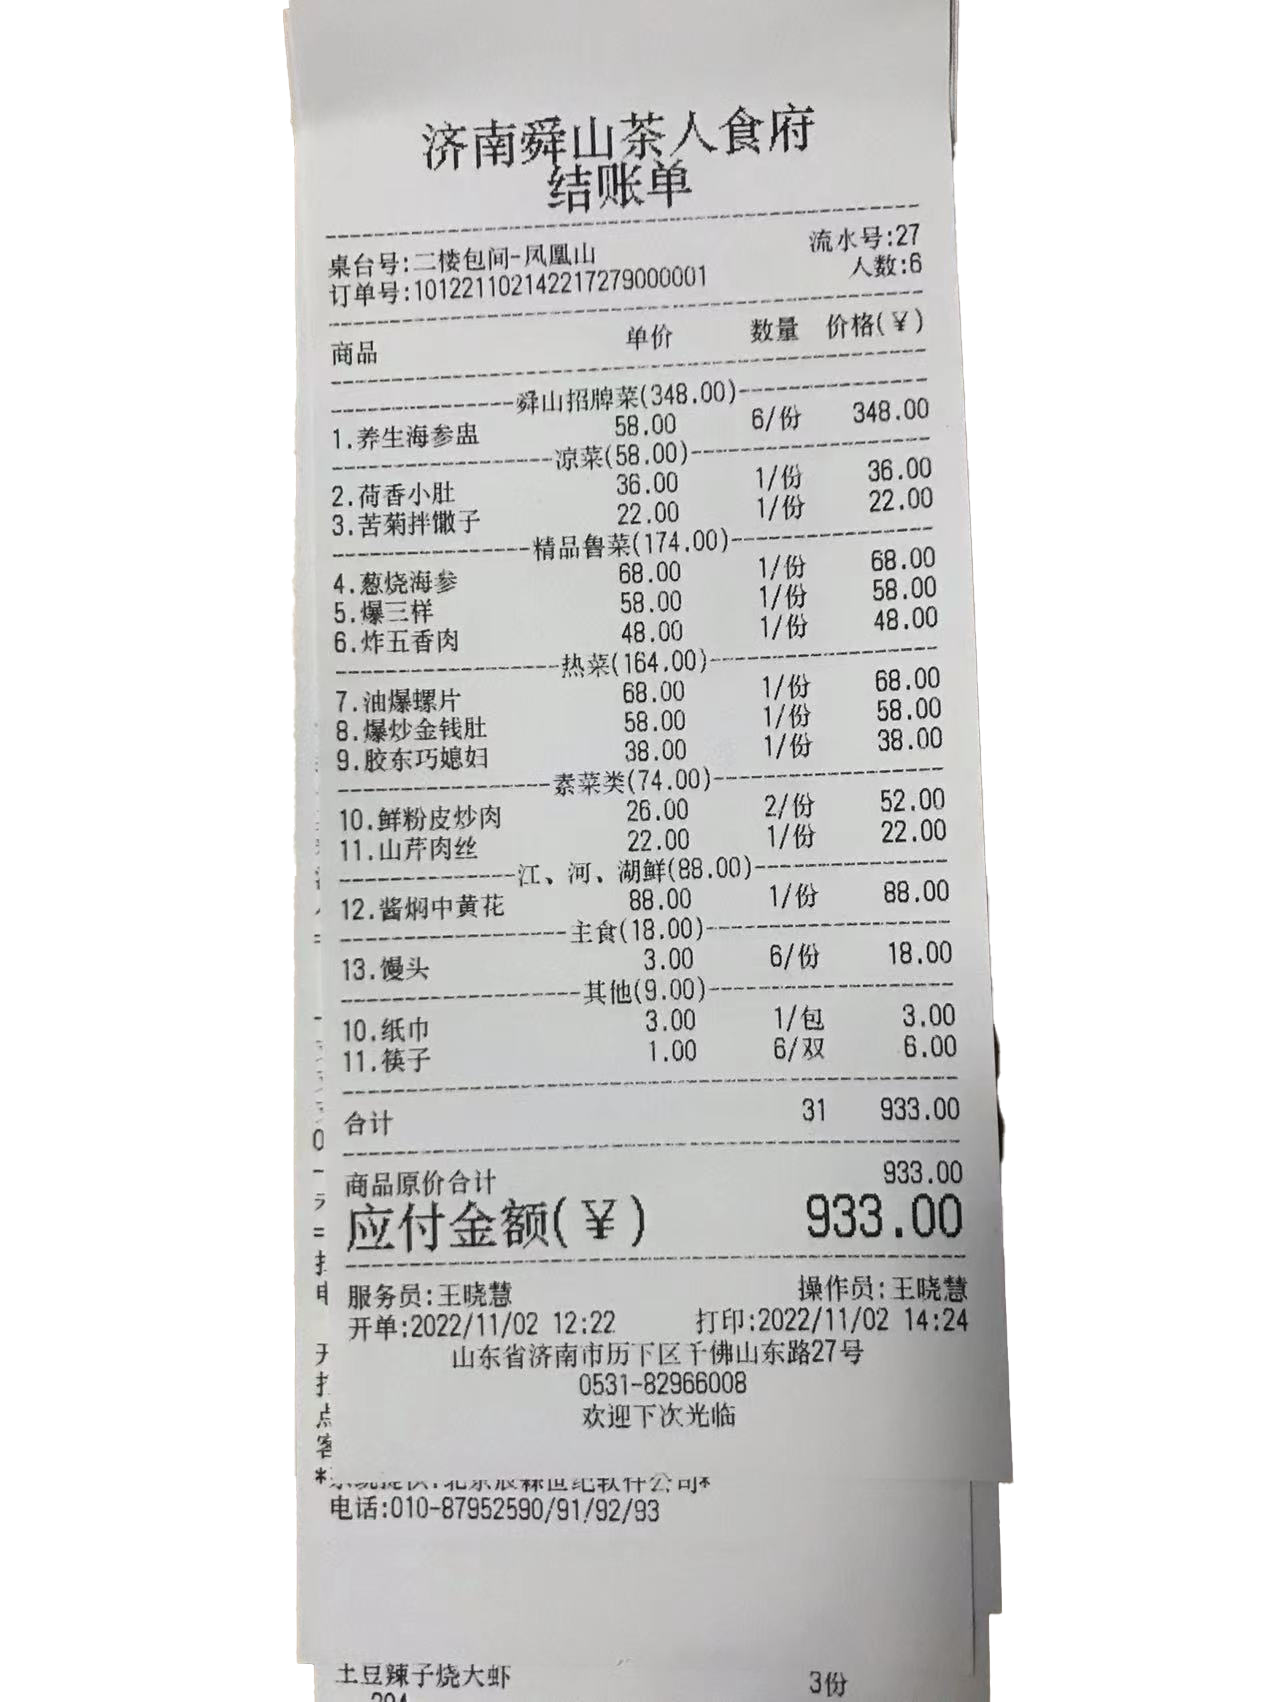 济南舜山茶人食府
结账单
桌台号:二楼包间-凤凰山 流水号:27
订单号:101221102142217279000001 人数:6
商品 单价 数量 价格(¥)
舜山招牌菜(348.00)
1.养生海参盅 58.00 6/份 348.00
凉菜(58.00)
2.荷香小肚 36.00 1/份 36.00
3.苦菊拌馓子 22.00 1/份 22.00
精品鲁菜(174.00)
4.葱烧海参 68.00 1/份 68.00
5.爆三样 58.00 1/份 58.00
6.炸五香肉 48.00 1/份 48.00
热菜(164.00)
7.油爆螺片 68.00 1/份 68.00
8.爆炒金钱肚 58.00 1/份 58.00
9.胶东巧媳妇 38.00 1/份 38.00
素菜类(74.00)
10.鲜粉皮炒肉 26.00 2/份 52.00
11.山芹肉丝 22.00 1/份 22.00
江、河、湖鲜(88.00)
12.酱焖中黄花 88.00 1/份 88.00
主食(18.00)
13.馒头 3.00 6/份 18.00
其他(9.00)
10.纸巾 3.00 1/包 3.00
11.筷子 1.00 6/双 6.00
合计 31 933.00
商品原价合计 933.00
应付金额(¥) 933.00
服务员:王晓慧 操作员:王晓慧
开单:2022/11/02 12:22 打印:2022/11/02 14:24
山东省济南市历下区千佛山东路27号
0531-82966008
欢迎下次光临
系统提供:北京辰森世纪软件公司*
电话:010-87952590/91/92/93
土豆辣子烧大虾 3份